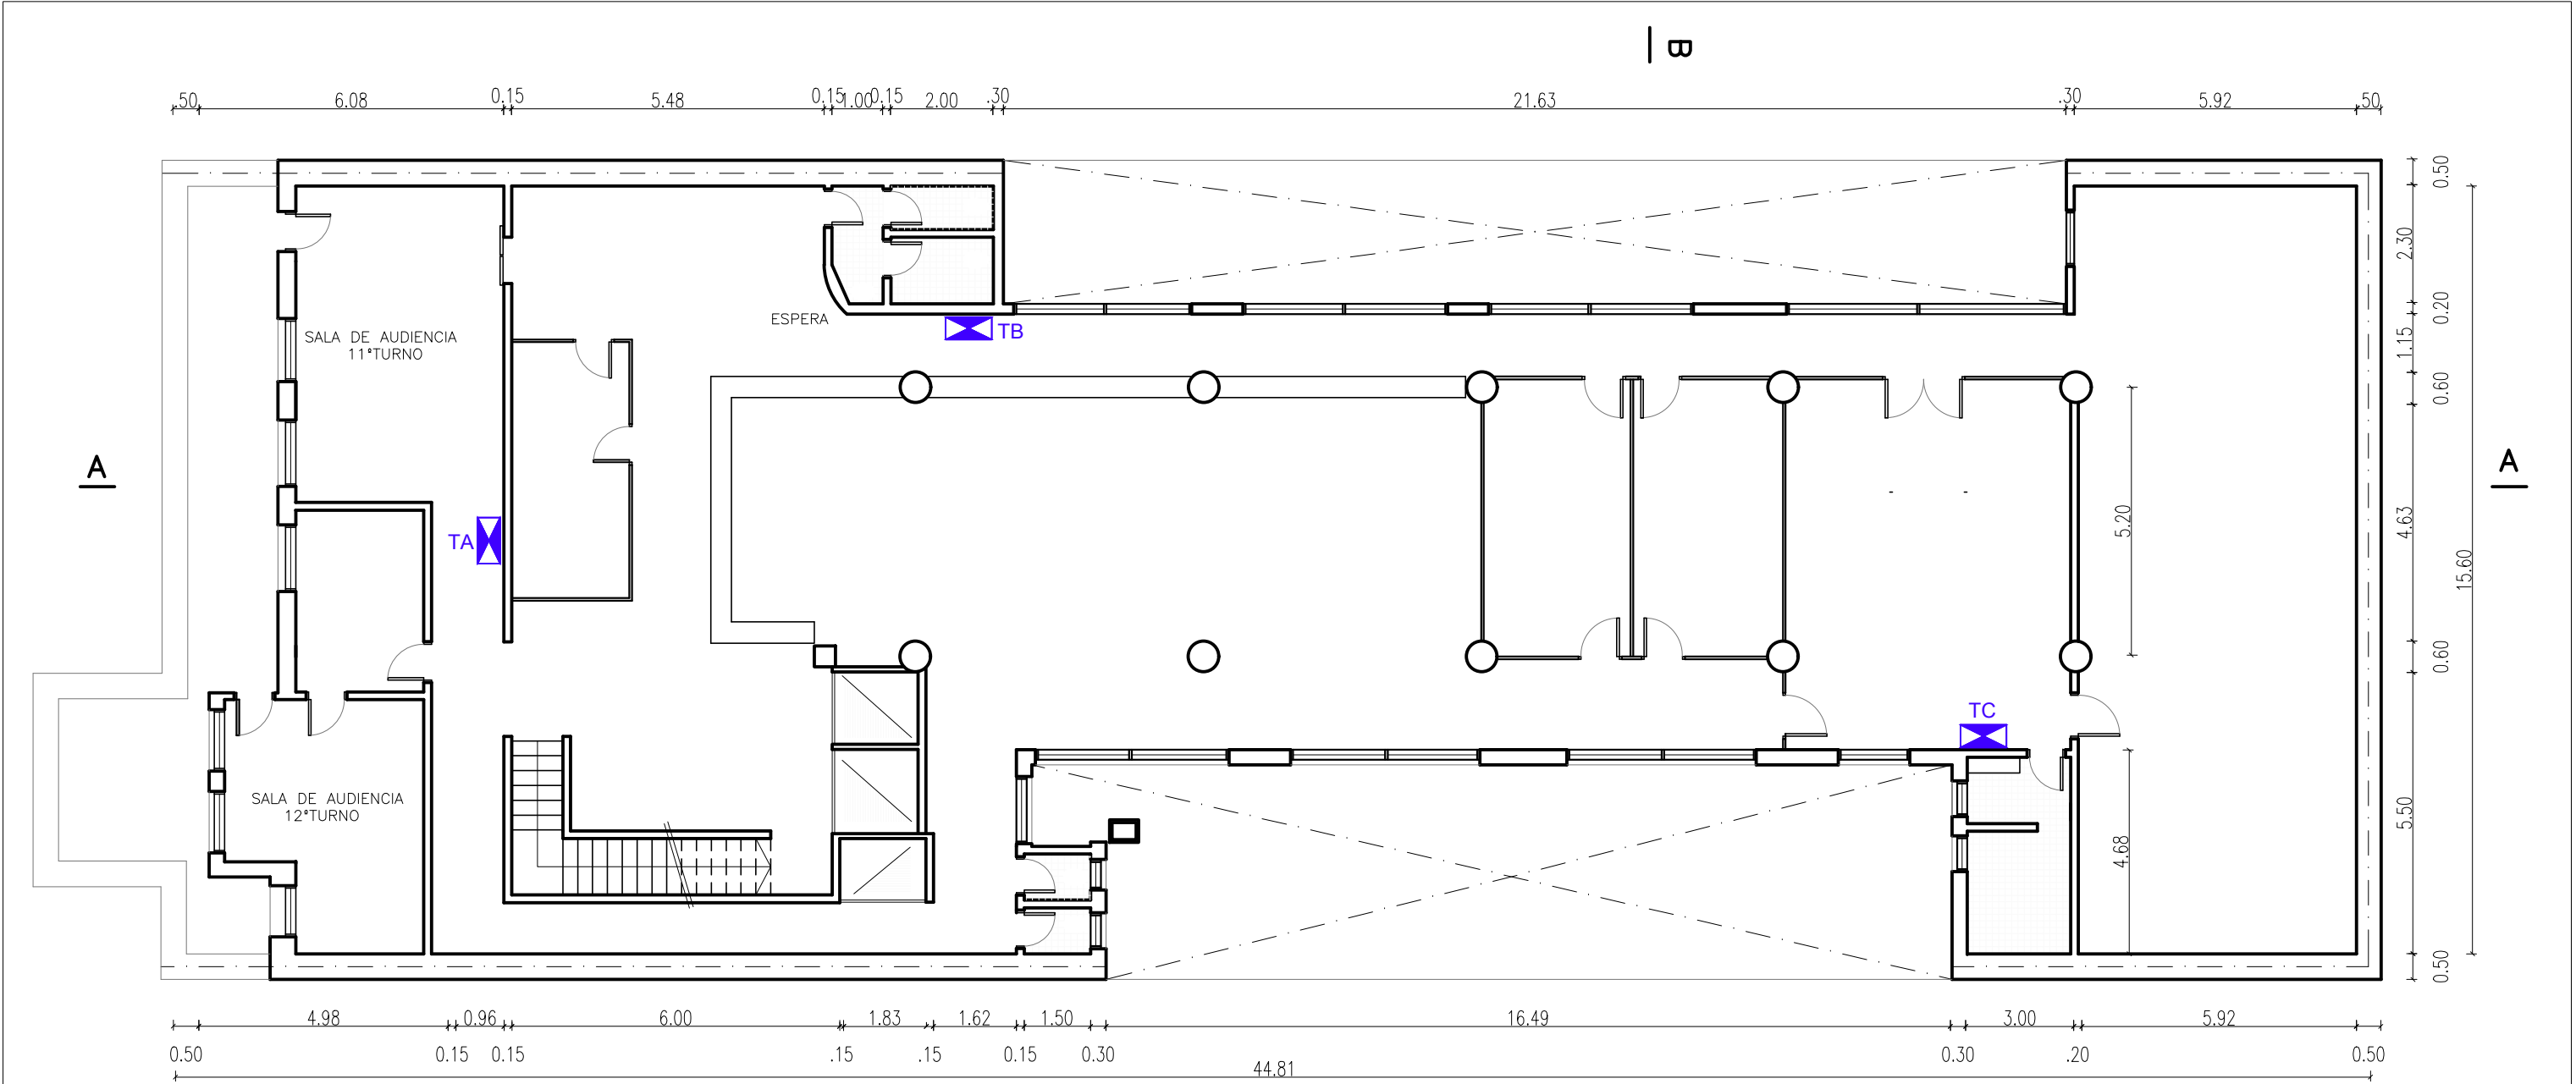 B
.50 6.08 0.15 5.48 0.15 1.00 0.15 2.00 .30 21.63 .30 5.92 .50
0.50
2.30
0.20
1.15
0.60
4.63
0.60
5.50
0.50
15.60
5.20
4.68
ESPERA
TB
SALA DE AUDIENCIA
11°TURNO
A
A
TA
TC
SALA DE AUDIENCIA
12°TURNO
4.98 0.96 6.00 1.83 1.62 1.50 16.49 3.00 5.92
0.50 0.15 0.15 .15 .15 0.15 0.30 0.30 .20 0.50
44.81